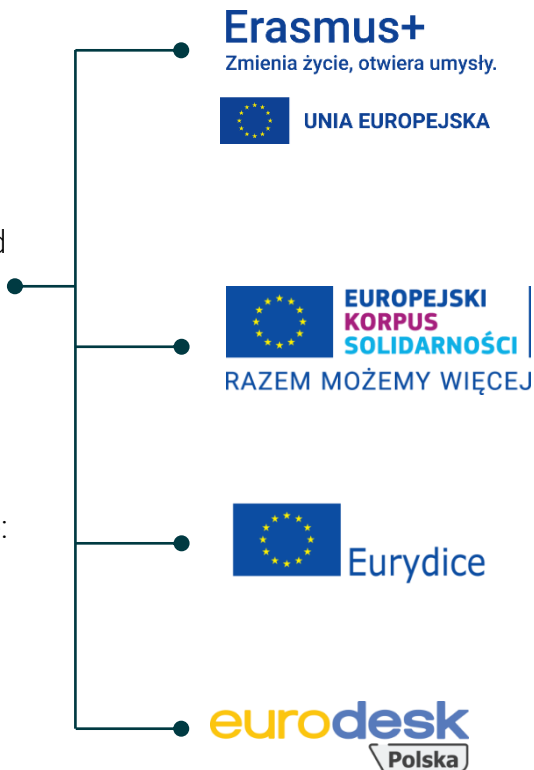 Erasmus+
Zmienia życie, otwiera umysły.
UNIA EUROPEJSKA
EUROPEJSKI
KORPUS
SOLIDARNOŚCI
RAZEM MOŻEMY WIĘCEJ
:
Eurydice
eurodesk
Polska